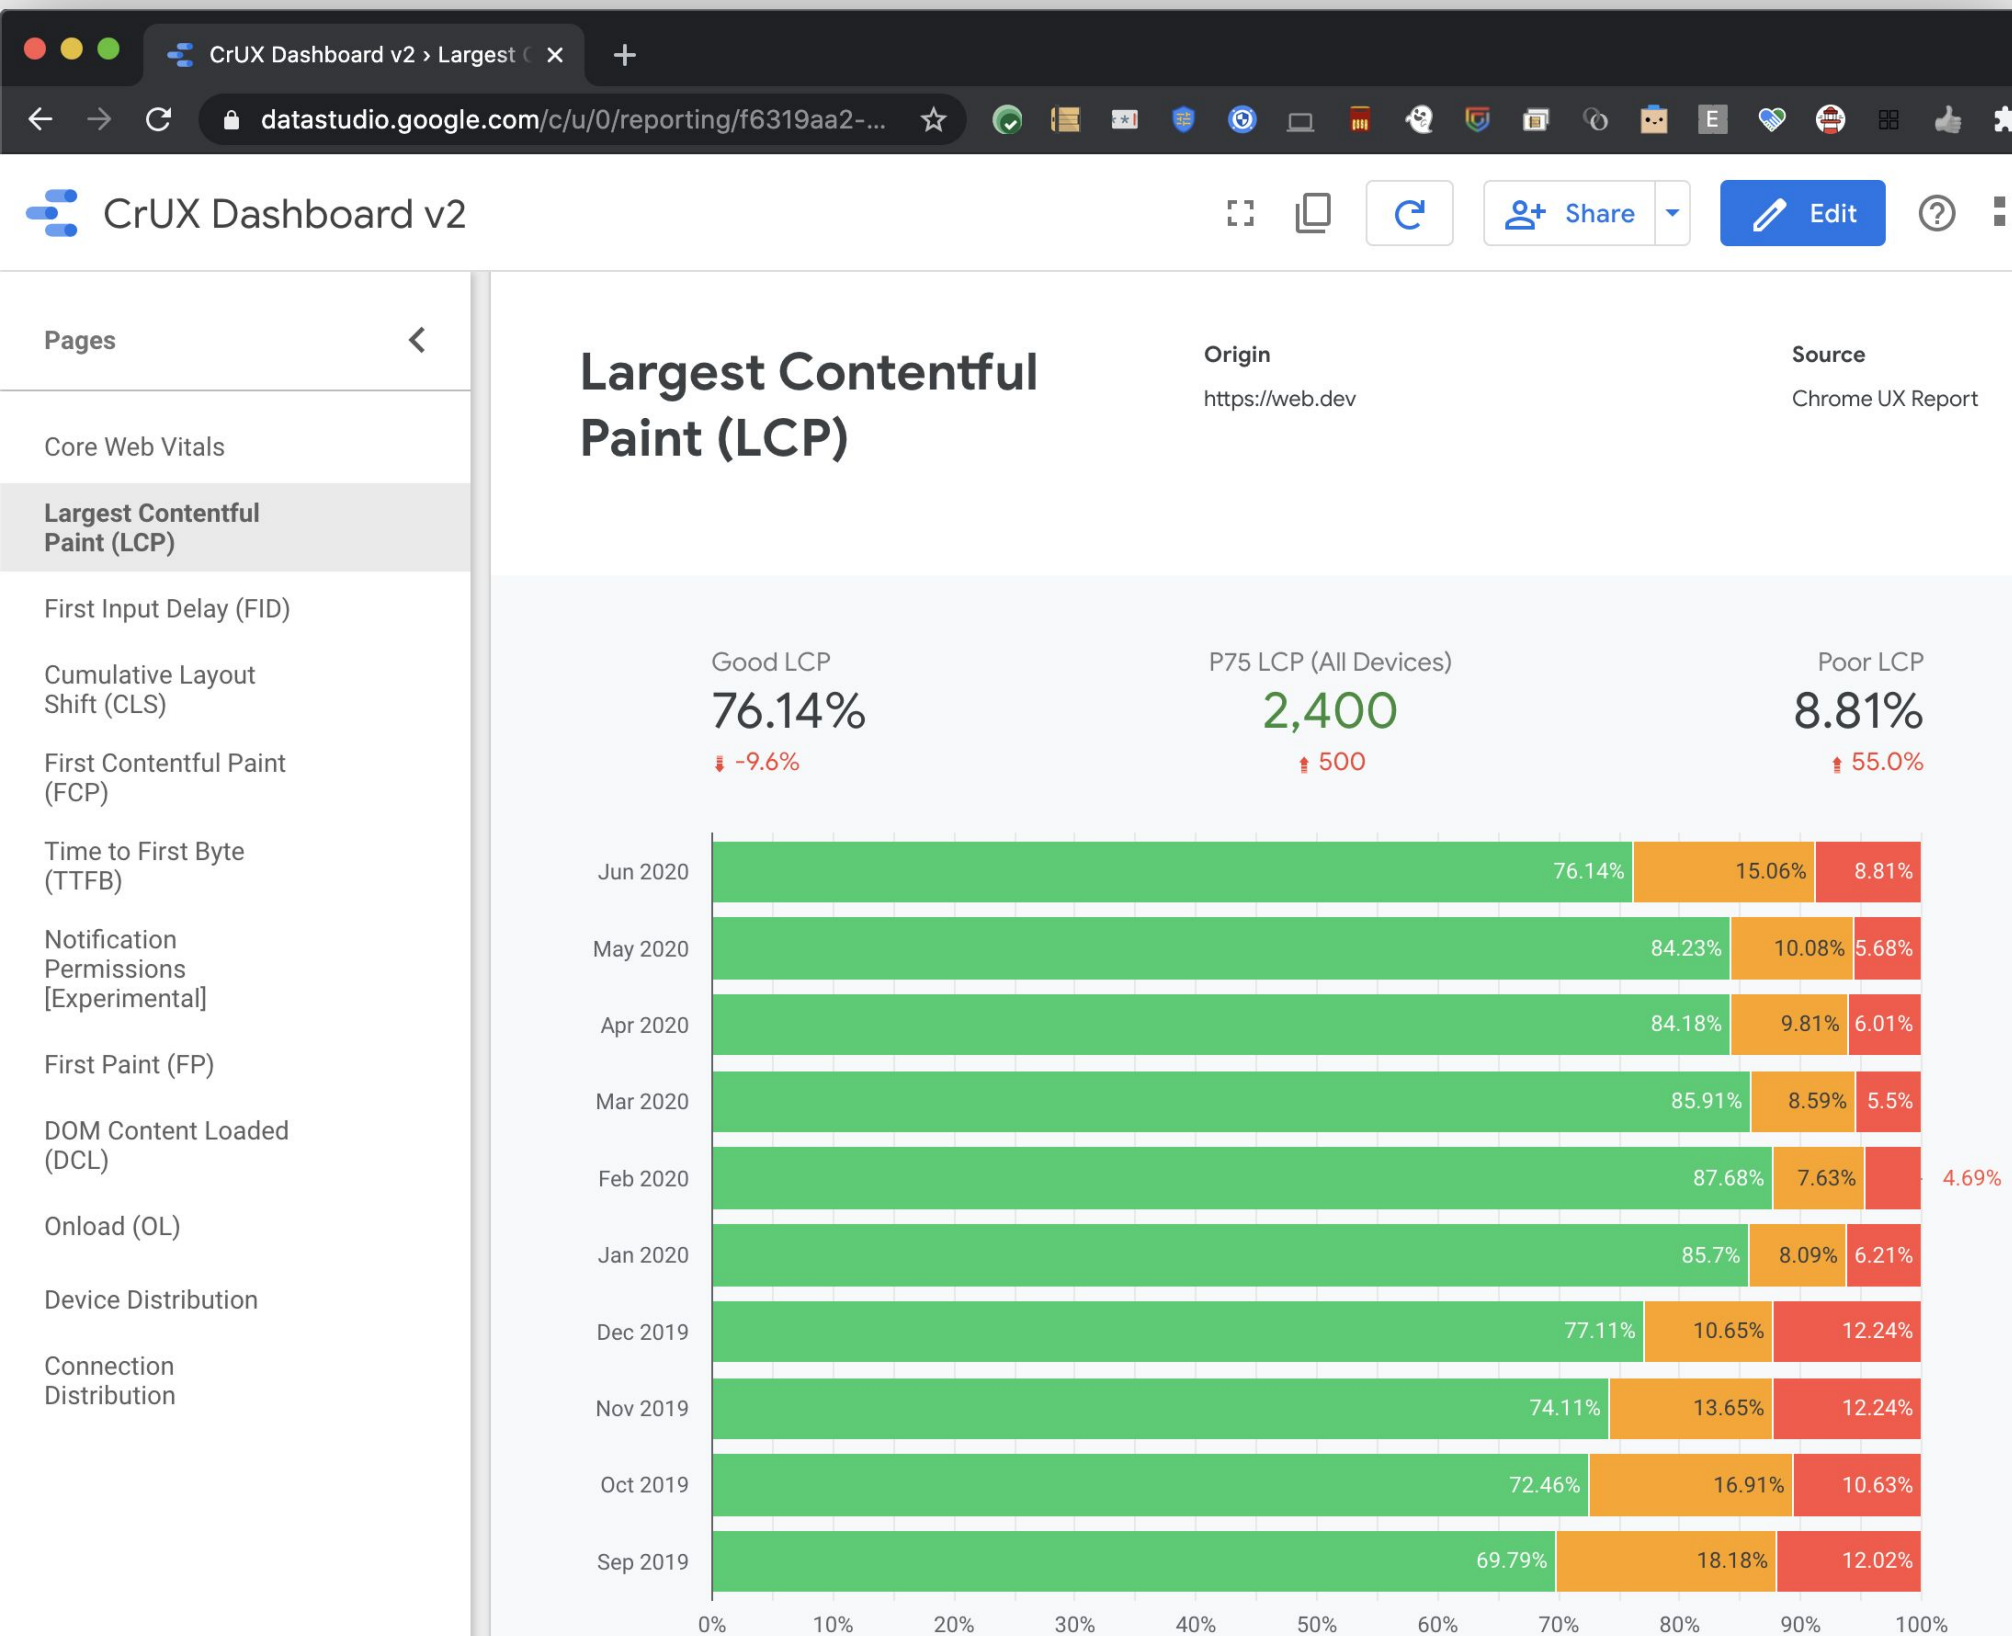 CrUX Dashboard v2 › Largest
datastudio.google.com/c/u/0/reporting/f6319aa2-...
E
CrUX Dashboard v2
Share
Edit
Pages
Core Web Vitals
Largest Contentful
Paint (LCP)
First Input Delay (FID)
Cumulative Layout
Shift (CLS)
First Contentful Paint
(FCP)
Time to First Byte
(TTFB)
Notification
Permissions
[Experimental]
First Paint (FP)
DOM Content Loaded
(DCL)
Onload (OL)
Device Distribution
Connection
Distribution
Largest Contentful
Paint (LCP)
Origin
https://web.dev
Source
Chrome UX Report
Good LCP
76.14%
-9.6%
P75 LCP (All Devices)
2,400
500
Poor LCP
8.81%
55.0%
Jun 2020 76.14% 15.06% 8.81%
May 2020 84.23% 10.08% 5.68%
Apr 2020 84.18% 9.81% 6.01%
Mar 2020 85.91% 8.59% 5.5%
Feb 2020 87.68% 7.63% 4.69%
Jan 2020 85.7% 8.09% 6.21%
Dec 2019 77.11% 10.65% 12.24%
Nov 2019 74.11% 13.65% 12.24%
Oct 2019 72.46% 16.91% 10.63%
Sep 2019 69.79% 18.18% 12.02%
0% 10% 20% 30% 40% 50% 60% 70% 80% 90% 100%